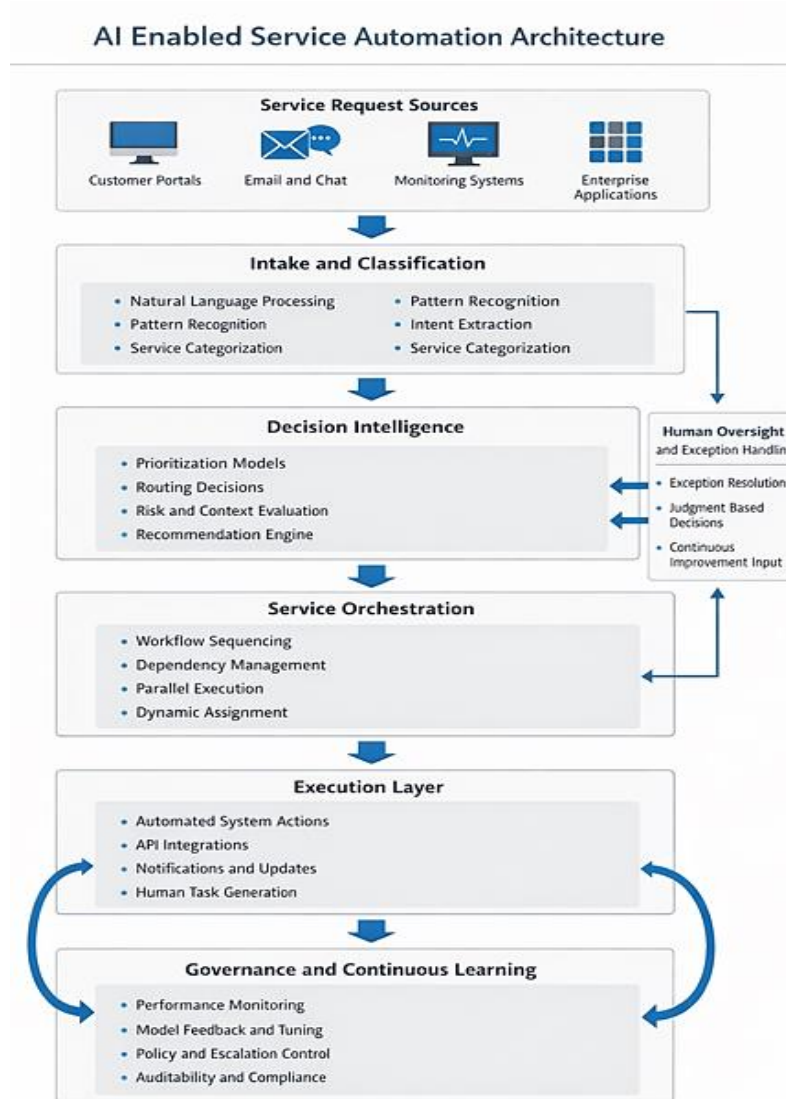 AI Enabled Service Automation Architecture
Service Request Sources
Customer Portals
Email and Chat
Monitoring Systems
Enterprise
Applications
Intake and Classification
• Natural Language Processing
• Pattern Recognition
• Service Categorization
• Pattern Recognition
• Intent Extraction
• Service Categorization
Decision Intelligence
• Prioritization Models
• Routing Decisions
• Risk and Context Evaluation
• Recommendation Engine
Human Oversight
and Exception Handlin
• Exception Resolution
• Judgment Based
Decisions
• Continuous
Improvement Input
Service Orchestration
• Workflow Sequencing
• Dependency Management
• Parallel Execution
• Dynamic Assignment
Execution Layer
• Automated System Actions
• API Integrations
• Notifications and Updates
• Human Task Generation
Governance and Continuous Learning
• Performance Monitoring
• Model Feedback and Tuning
• Policy and Escalation Control
• Auditability and Compliance